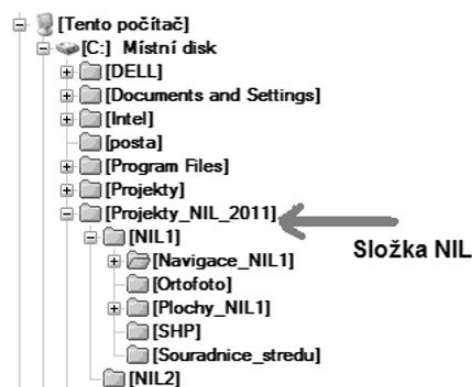 [Tento počítač]
[C:] Místní disk
[DELL]
[Documents and Settings]
[Intel]
[posta]
[Program Files]
[Projekty]
[Projekty_NIL_2011]
[NIL1]
Složka NIL
[Navigace_NIL1]
[Ortofoto]
[Plochy_NIL1]
[SHP]
[Souradnice_stredu]
[NIL2]